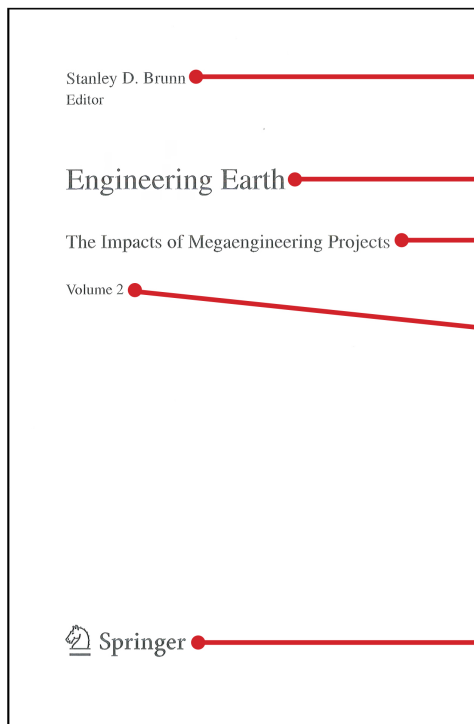 Stanley D. Brunn
Editor
Engineering Earth
The Impacts of Megaengineering Projects
Volume 2
Springer